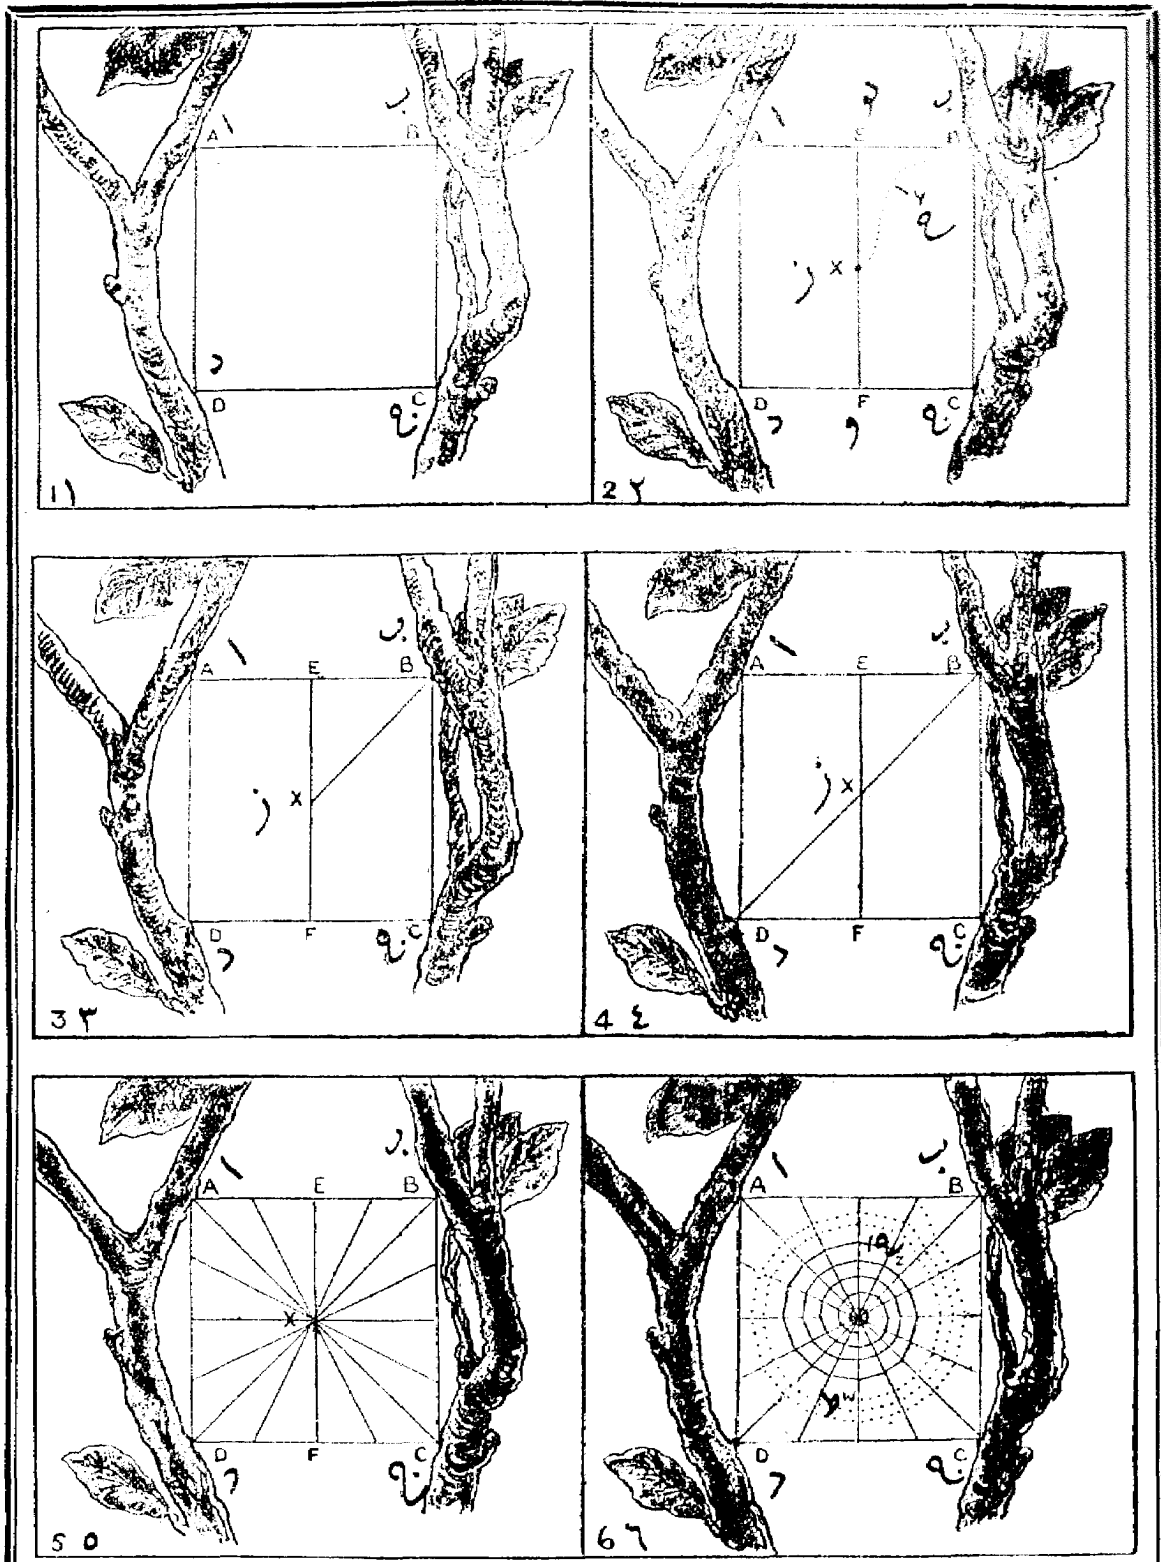 A ا B ب
D د C ج
1 ١
A ا E ه B ب
Y ح
X ز
D د F و C ج
2 ٢
A ا E B ب
X ز
D د F C ج
3 ٣
A ا E B ب
X ز
D د F C ج
4 ٤
A ا E B ب
X
D د F C ج
5 ٥
A ا B ب
Z
W
D د C ج
6 ٦